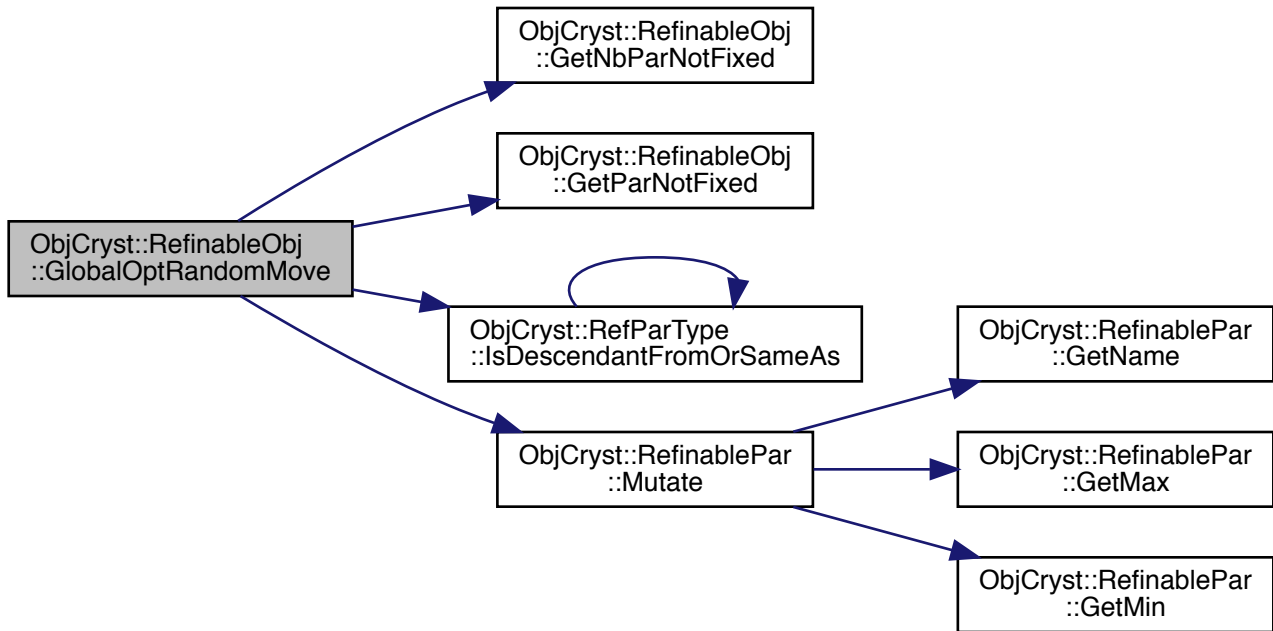 ObjCryst::RefinableObj
::GlobalOptRandomMove
ObjCryst::RefinableObj
::GetNbParNotFixed
ObjCryst::RefinableObj
::GetParNotFixed
ObjCryst::RefParType
::IsDescendantFromOrSameAs
ObjCryst::RefinablePar
::Mutate
ObjCryst::RefinablePar
::GetName
ObjCryst::RefinablePar
::GetMax
ObjCryst::RefinablePar
::GetMin